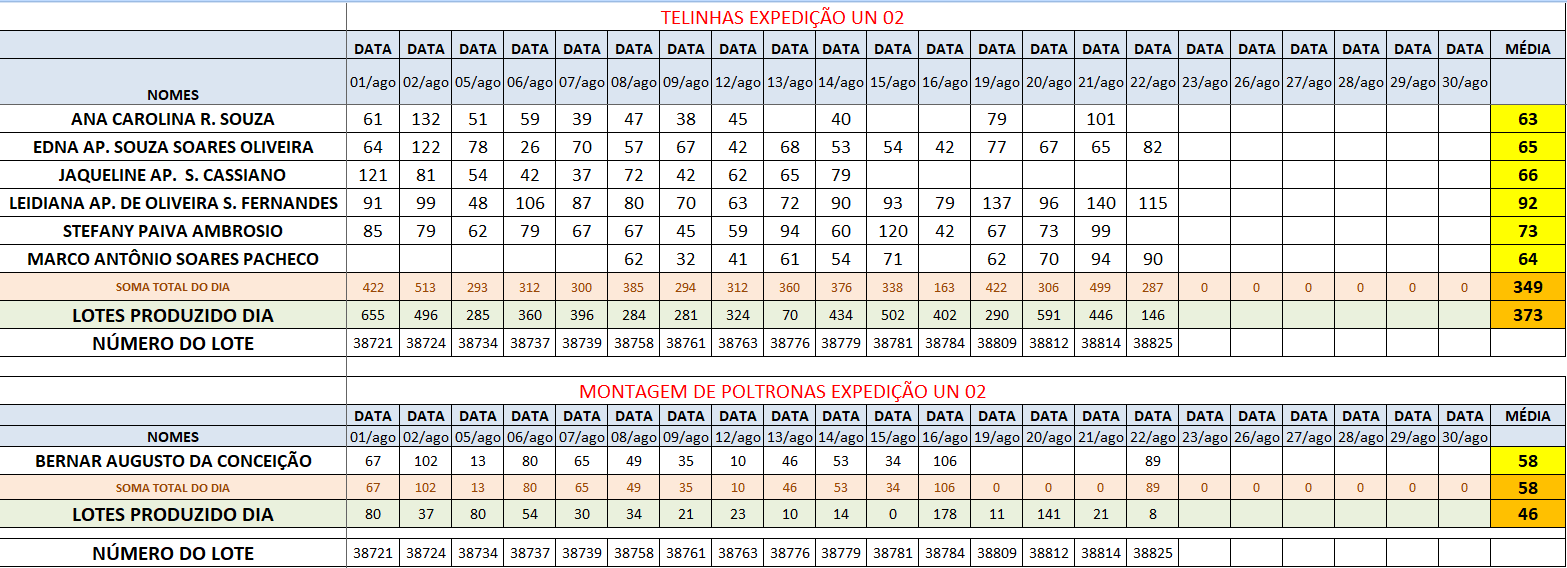 TELINHAS EXPEDIÇÃO UN 02
DATA DATA DATA DATA DATA DATA DATA DATA DATA DATA DATA DATA DATA DATA DATA DATA DATA DATA DATA DATA DATA DATA MÉDIA
NOMES 01/ago 02/ago 05/ago 06/ago 07/ago 08/ago 09/ago 12/ago 13/ago 14/ago 15/ago 16/ago 19/ago 20/ago 21/ago 22/ago 23/ago 26/ago 27/ago 28/ago 29/ago 30/ago
ANA CAROLINA R. SOUZA 61 132 51 59 39 47 38 45 40 79 101 63
EDNA AP. SOUZA SOARES OLIVEIRA 64 122 78 26 70 57 67 42 68 53 54 42 77 67 65 82 65
JAQUELINE AP. S. CASSIANO 121 81 54 42 37 72 42 62 65 79 66
LEIDIANA AP. DE OLIVEIRA S. FERNANDES 91 99 48 106 87 80 70 63 72 90 93 79 137 96 140 115 92
STEFANY PAIVA AMBROSIO 85 79 62 79 67 67 45 59 94 60 120 42 67 73 99 73
MARCO ANTÔNIO SOARES PACHECO 62 32 41 61 54 71 62 70 94 90 64
SOMA TOTAL DO DIA 422 513 293 312 300 385 294 312 360 376 338 163 422 306 499 287 0 0 0 0 0 0 349
LOTES PRODUZIDO DIA 655 496 285 360 396 284 281 324 70 434 502 402 290 591 446 146 373
NÚMERO DO LOTE 38721 38724 38734 38737 38739 38758 38761 38763 38776 38779 38781 38784 38809 38812 38814 38825
MONTAGEM DE POLTRONAS EXPEDIÇÃO UN 02
DATA DATA DATA DATA DATA DATA DATA DATA DATA DATA DATA DATA DATA DATA DATA DATA DATA DATA DATA DATA DATA DATA MÉDIA
NOMES 01/ago 02/ago 05/ago 06/ago 07/ago 08/ago 09/ago 12/ago 13/ago 14/ago 15/ago 16/ago 19/ago 20/ago 21/ago 22/ago 23/ago 26/ago 27/ago 28/ago 29/ago 30/ago
BERNAR AUGUSTO DA CONCEIÇÃO 67 102 13 80 65 49 35 10 46 53 34 106 89 58
SOMA TOTAL DO DIA 67 102 13 80 65 49 35 10 46 53 34 106 0 0 0 89 0 0 0 0 0 0 58
LOTES PRODUZIDO DIA 80 37 80 54 30 34 21 23 10 14 0 178 11 141 21 8 46
NÚMERO DO LOTE 38721 38724 38734 38737 38739 38758 38761 38763 38776 38779 38781 38784 38809 38812 38814 38825